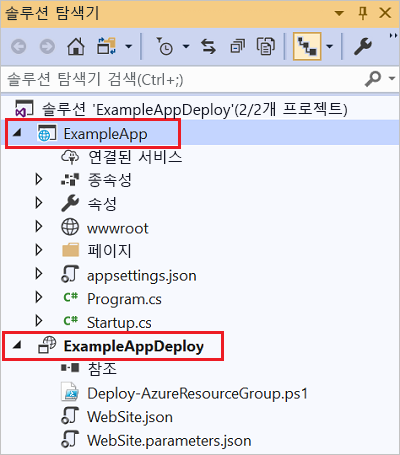 솔루션 탐색기
솔루션 탐색기 검색(Ctrl+;)
솔루션 'ExampleAppDeploy'(2/2개 프로젝트)
ExampleApp
연결된 서비스
종속성
속성
wwwroot
페이지
appsettings.json
C# Program.cs
C# Startup.cs
ExampleAppDeploy
참조
Deploy-AzureResourceGroup.ps1
WebSite.json
WebSite.parameters.json